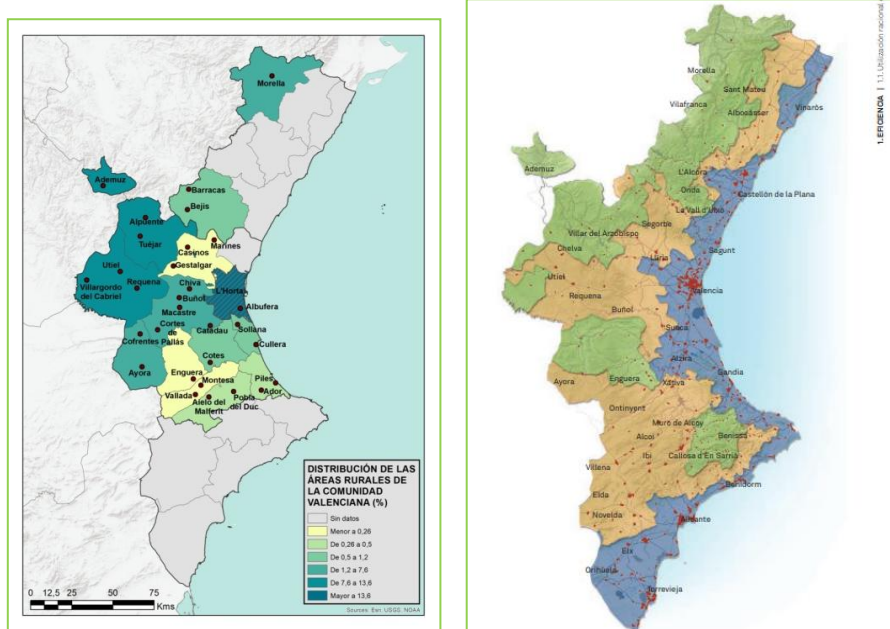 Morella
Ademuz
Barracas
Bejis
Alpuente
Tuéjar
Marines
Casinos
Gestalgar
Utiel
Requena
Villargordo
del Cabriel
Chiva
L'Horta
Buñol
Albufera
Macastre
Cortes
de
Pallás
Cofrentes
Catadau
Sollana
Cullera
Cotes
Ayora
Enguera
Montesa
Piles
Ador
Vallada
Aielo del
Malferit
Pobla
del Duc
DISTRIBUCIÓN DE LAS
ÁREAS RURALES DE
LA COMUNIDAD
VALENCIANA (%)
Sin datos
Menor a 0,26
De 0,26 a 0,5
De 0,5 a 1,2
De 1,2 a 7,6
De 7,6 a 13,6
Mayor a 13,6
0 12,5 25 50 75
Kms
Sources: Esri, USGS, NOAA
Morella
Sant Mateu
Vilafranca
Albocàsser
Vinaròs
Ademuz
L'Alcora
Onda
Castellón de la Plana
La Vall d'Uixó
Segorbe
Villar del Arzobispo
Chelva
Llíria
Sagunt
Utiel
Valencia
Requena
Buñol
Sueca
Alzira
Gandia
Ayora
Enguera
Xàtiva
Ontinyent
Muro de Alcoy
Alcoi
Benissa
Ibi
Callosa d'En Sarrià
Villena
Benidorm
Elda
Novelda
Alicante
Elx
Orihuela
Torrevieja
1.EFICIENCIA | 1.1. Utilización racional